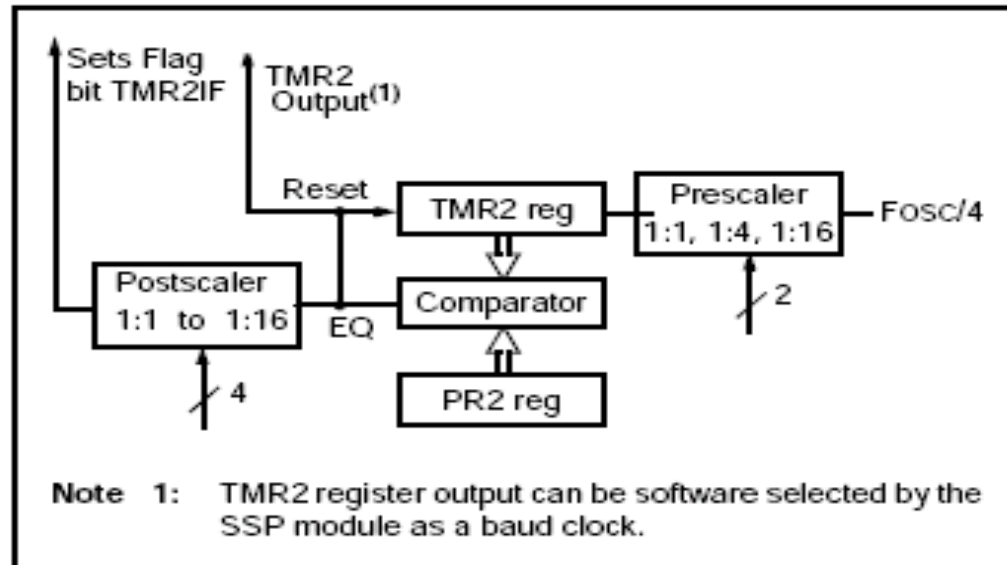 Sets Flag
bit TMR2IF
TMR2
Output(1)
Reset
TMR2 reg
Prescaler
1:1, 1:4, 1:16
FOSC/4
Postscaler
1:1 to 1:16
EQ
Comparator
2
4
PR2 reg
Note 1: TMR2 register output can be software selected by the
SSP module as a baud clock.